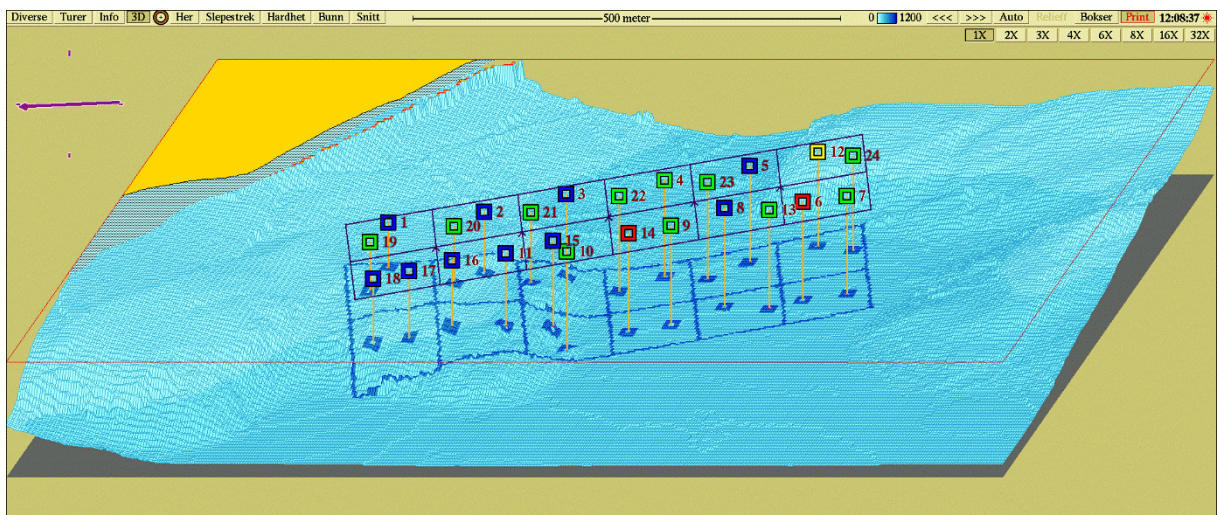 Diverse Turer Info 3D Her Slepestrek Hardhet Bunn Snitt 500 meter 0 1200 <<< >>> Auto Relieff Bokser Print 12:08:37
1X 2X 3X 4X 6X 8X 16X 32X
12 24
5
4 23
3 22 6 7
2 21 8 13
1 20 14 9
19 15 10
16 11
18 17